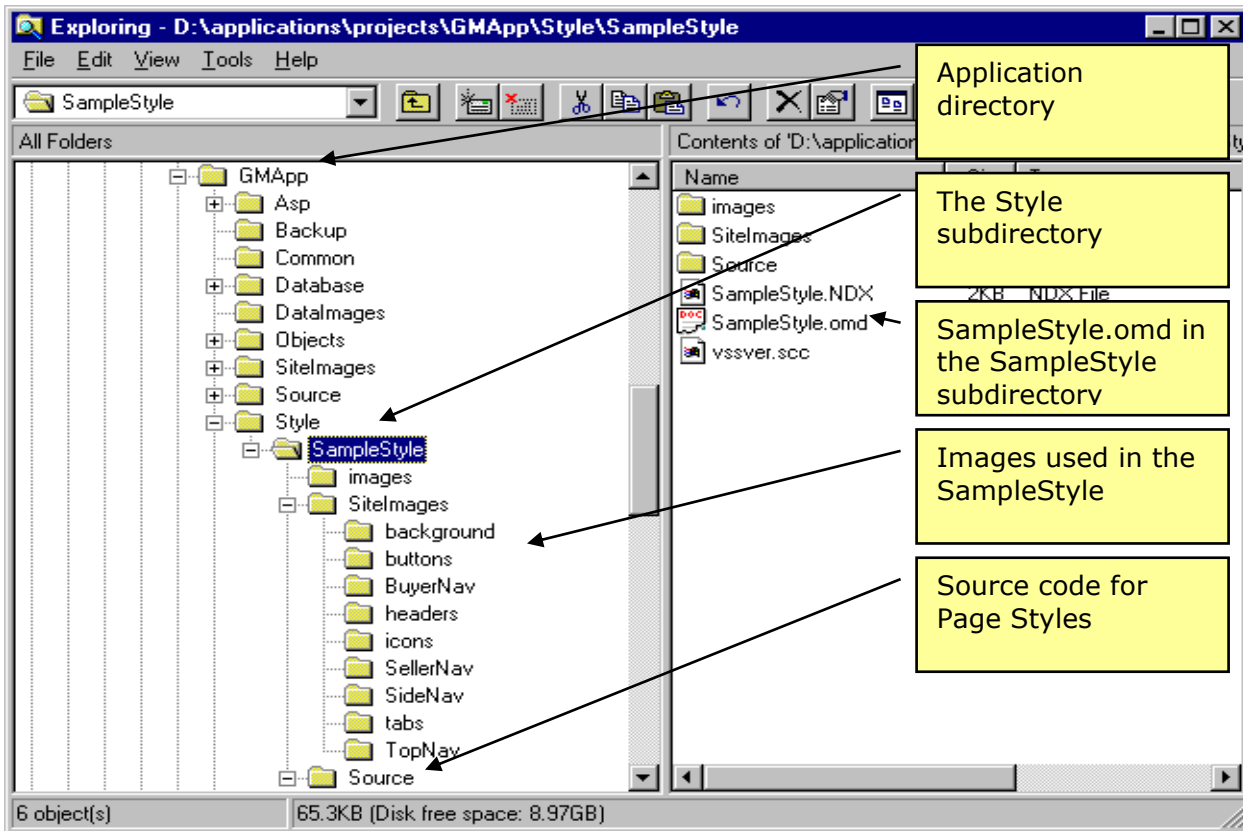 Exploring - D:\applications\projects\GMApp\Style\SampleStyle
File Edit View Tools Help
SampleStyle
All Folders
Contents of 'D:\application
GMApp
Asp
Backup
Common
Database
DataImages
Objects
SiteImages
Source
Style
SampleStyle
images
SiteImages
background
buttons
BuyerNav
headers
icons
SellerNav
SideNav
tabs
TopNav
Source
Name
images
SiteImages
Source
SampleStyle.NDX 2KB NDX File
SampleStyle.omd
vssver.scc
Application
directory
The Style
subdirectory
SampleStyle.omd in
the SampleStyle
subdirectory
Images used in the
SampleStyle
Source code for
Page Styles
6 object(s)
65.3KB (Disk free space: 8.97GB)